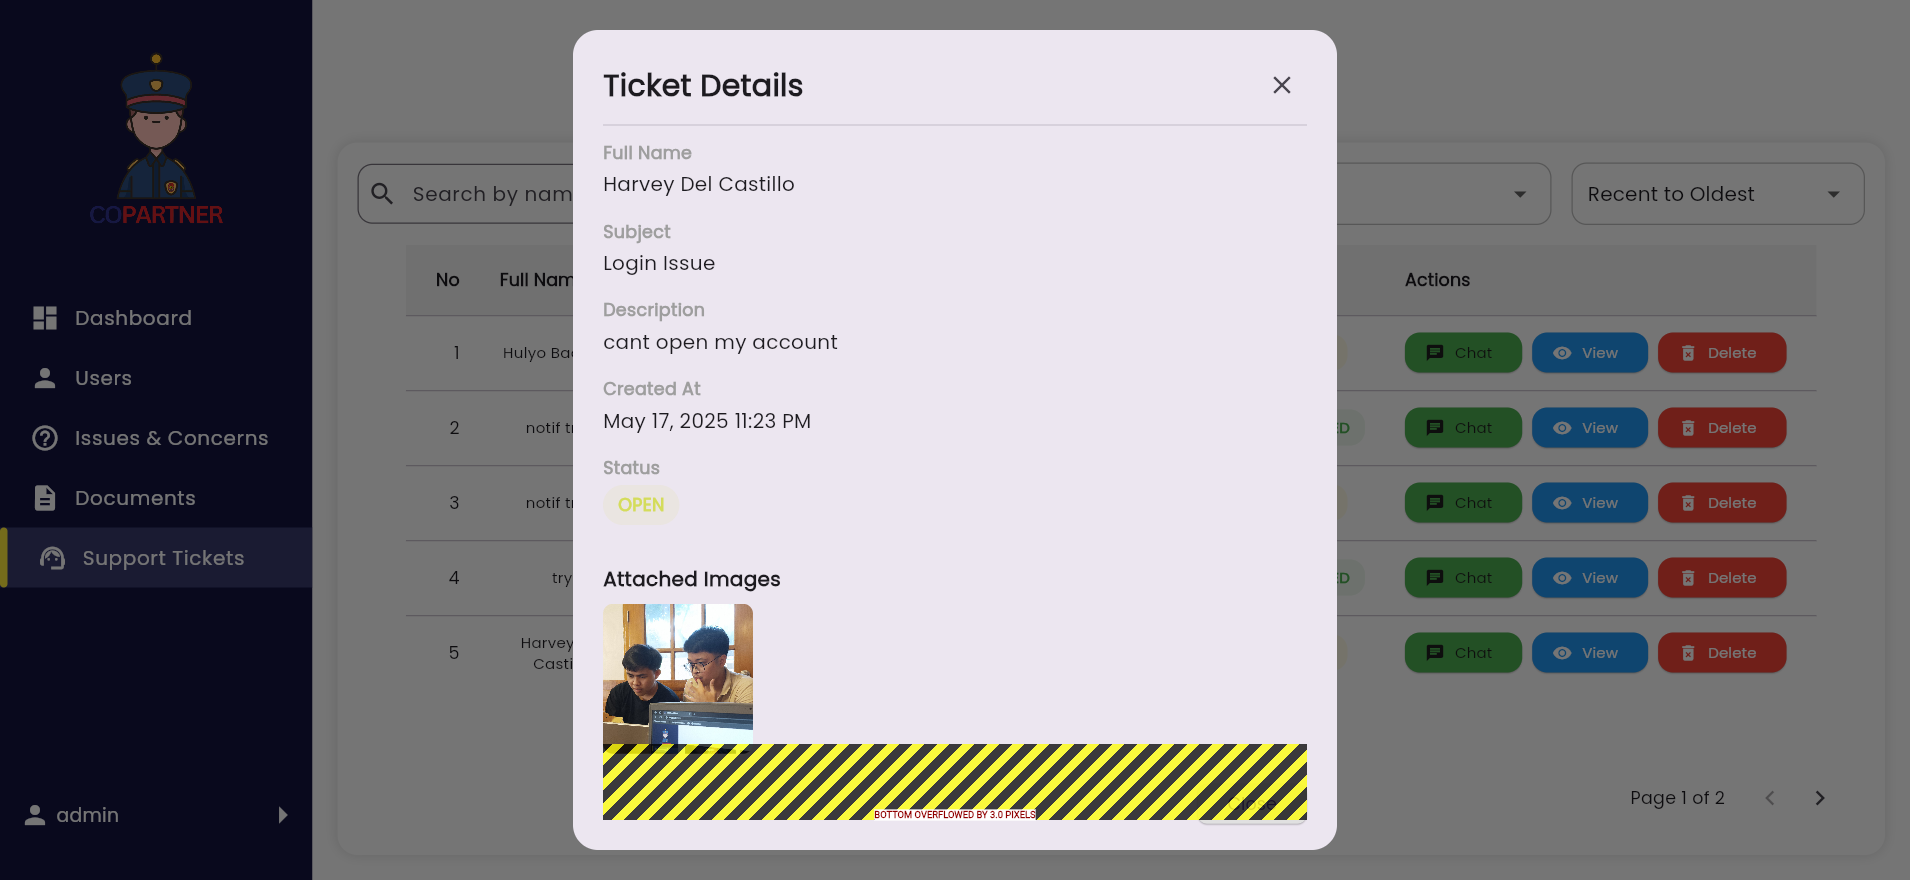 COPARTNER
Dashboard
Users
Issues & Concerns
Documents
Support Tickets
admin
Search by nam
Recent to Oldest
No Full Nam Actions
1 Hulyo Ba Chat View Delete
2 notif t ED Chat View Delete
3 notif t Chat View Delete
4 try ED Chat View Delete
5 Harvey Casti Chat View Delete
Page 1 of 2
Ticket Details
Full Name
Harvey Del Castillo
Subject
Login Issue
Description
cant open my account
Created At
May 17, 2025 11:23 PM
Status
OPEN
Attached Images
BOTTOM OVERFLOWED BY 3.0 PIXELS